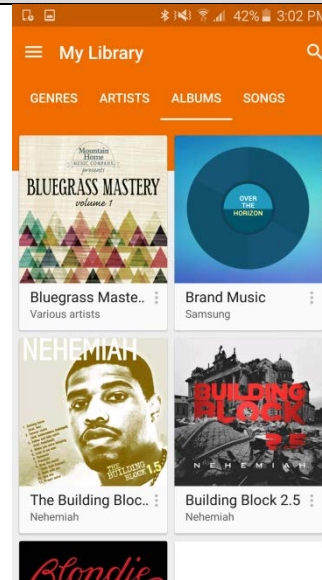 42% 3:02 PM
My Library
GENRES ARTISTS ALBUMS SONGS
Mountain
Home
MUSIC COMPANY
presents
BLUEGRASS MASTERY
volume 1
OVER
THE
HORIZON
Bluegrass Maste..
Various artists
Brand Music
Samsung
NEHEMIAH
THE
BUILDING
BLOCK 1.5
BUILDING
BLOCK
2.5
NEHEMIAH
The Building Bloc..
Nehemiah
Building Block 2.5
Nehemiah
Blondie